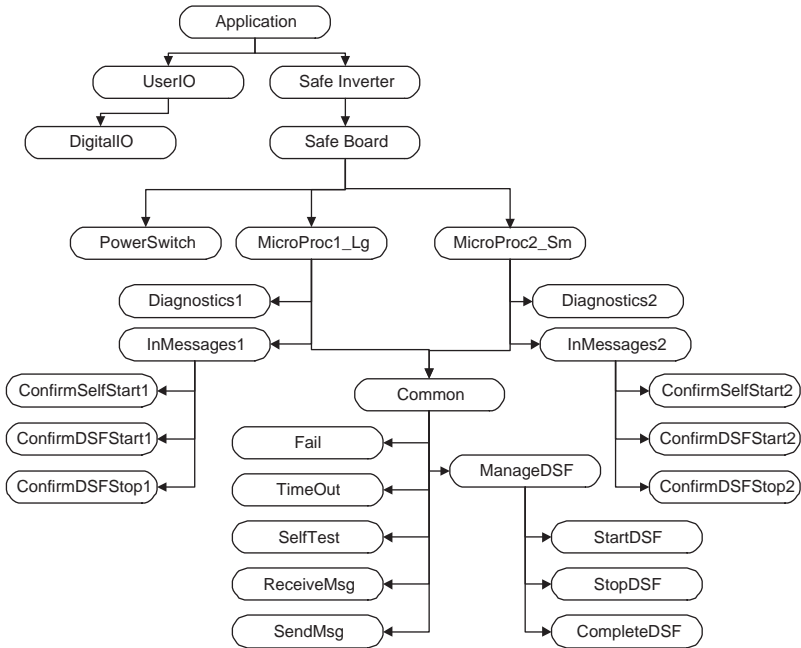 Application
UserIO
Safe Inverter
DigitalIO
Safe Board
PowerSwitch
MicroProc1_Lg
MicroProc2_Sm
Diagnostics1
Diagnostics2
InMessages1
InMessages2
ConfirmSelfStart1
Common
ConfirmSelfStart2
ConfirmDSFStart1
Fail
ConfirmDSFStart2
ManageDSF
ConfirmDSFStop1
TimeOut
ConfirmDSFStop2
SelfTest
StartDSF
ReceiveMsg
StopDSF
SendMsg
CompleteDSF